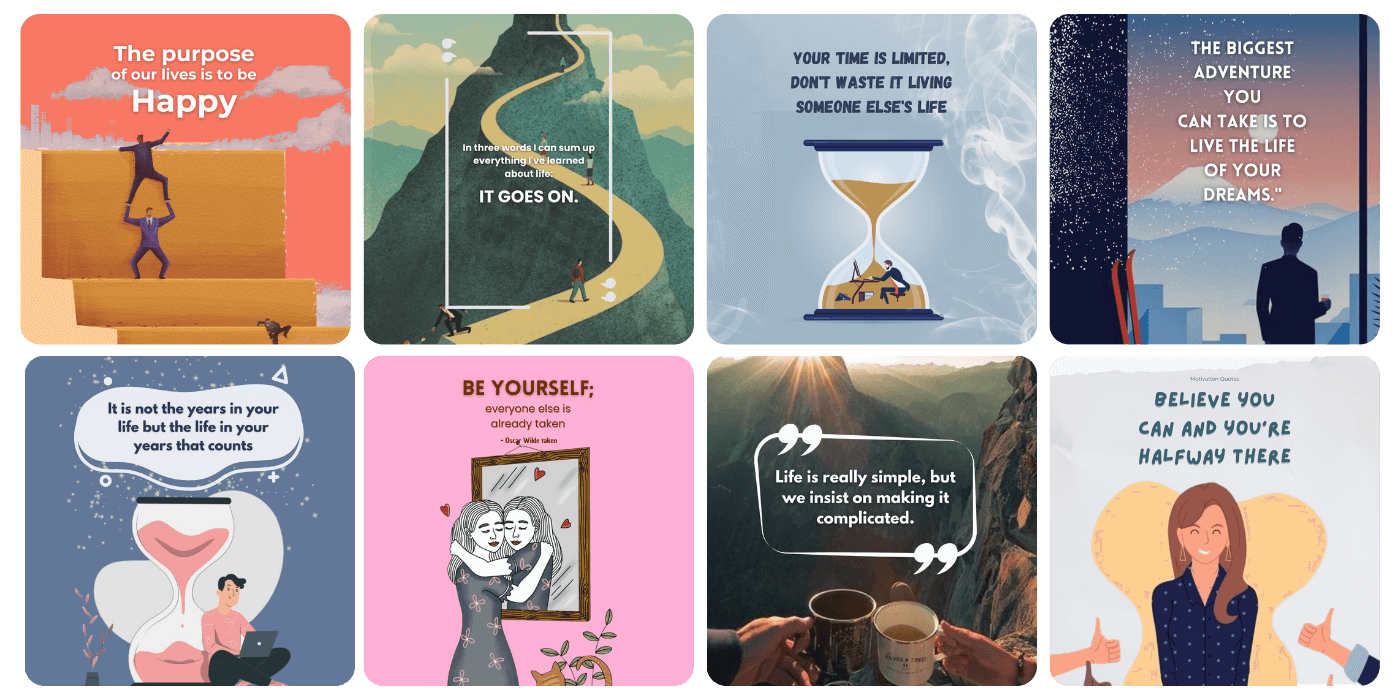 The purpose
of our lives is to be
Happy
In three words I can sum up
everything I've learned
about life:
IT GOES ON.
YOUR TIME IS LIMITED,
DON'T WASTE IT LIVING
SOMEONE ELSE'S LIFE
THE BIGGEST
ADVENTURE
YOU
CAN TAKE IS TO
LIVE THE LIFE
OF YOUR
DREAMS."
It is not the years in your
life but the life in your
years that counts
BE YOURSELF;
everyone else is
already taken
- Oscar Wilde taken
Life is really simple, but
we insist on making it
complicated.
Motivation Quotes
BELIEVE YOU
CAN AND YOU'RE
HALFWAY THERE